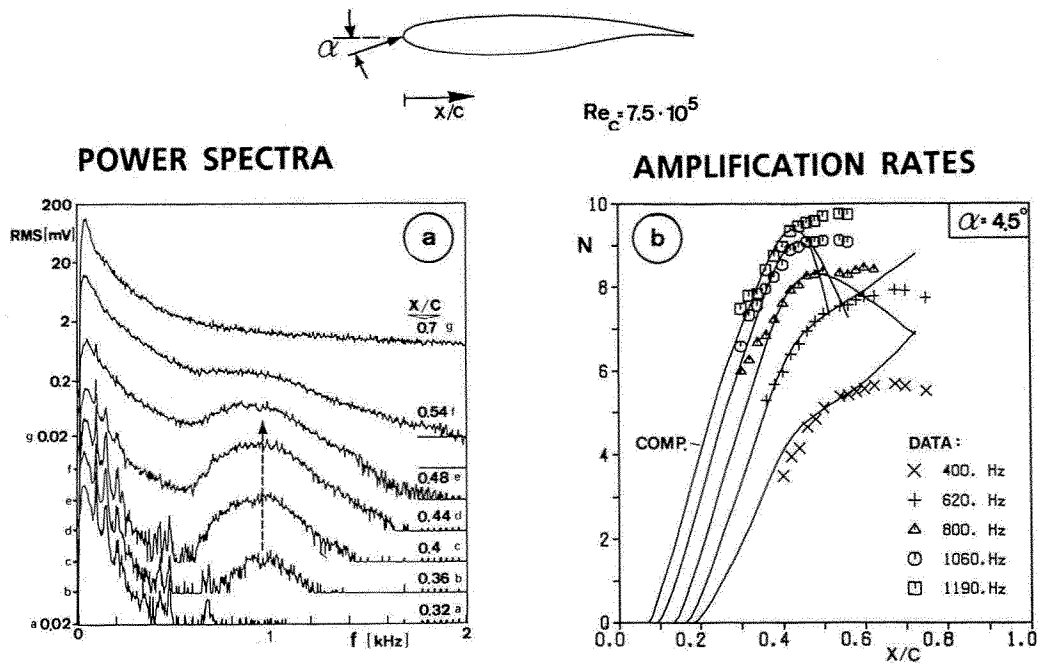 α
X/C
Re_c = 7.5 · 10^5
POWER SPECTRA
AMPLIFICATION RATES
200
RMS [mV]
20
2
0.2
g 0.02
f
e
d
c
b
a 0.02
a
X/C
0.7 g
0.54 f
0.48 e
0.44 d
0.4 c
0.36 b
0.32 a
0
1
2
f [kHz]
10
N
8
6
4
2
0
b
α = 4.5°
COMP.
DATA:
400. Hz
620. Hz
800. Hz
1060. Hz
1190. Hz
0.0
0.2
0.4
0.6
0.8
1.0
X/C